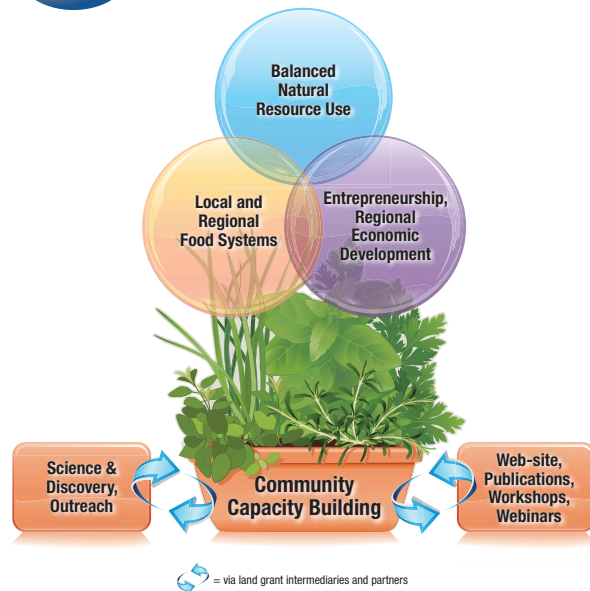 Balanced
Natural
Resource Use
Local and
Regional
Food Systems
Entrepreneurship,
Regional
Economic
Development
Science &
Discovery,
Outreach
Community
Capacity Building
Web-site,
Publications,
Workshops,
Webinars
= via land grant intermediaries and partners